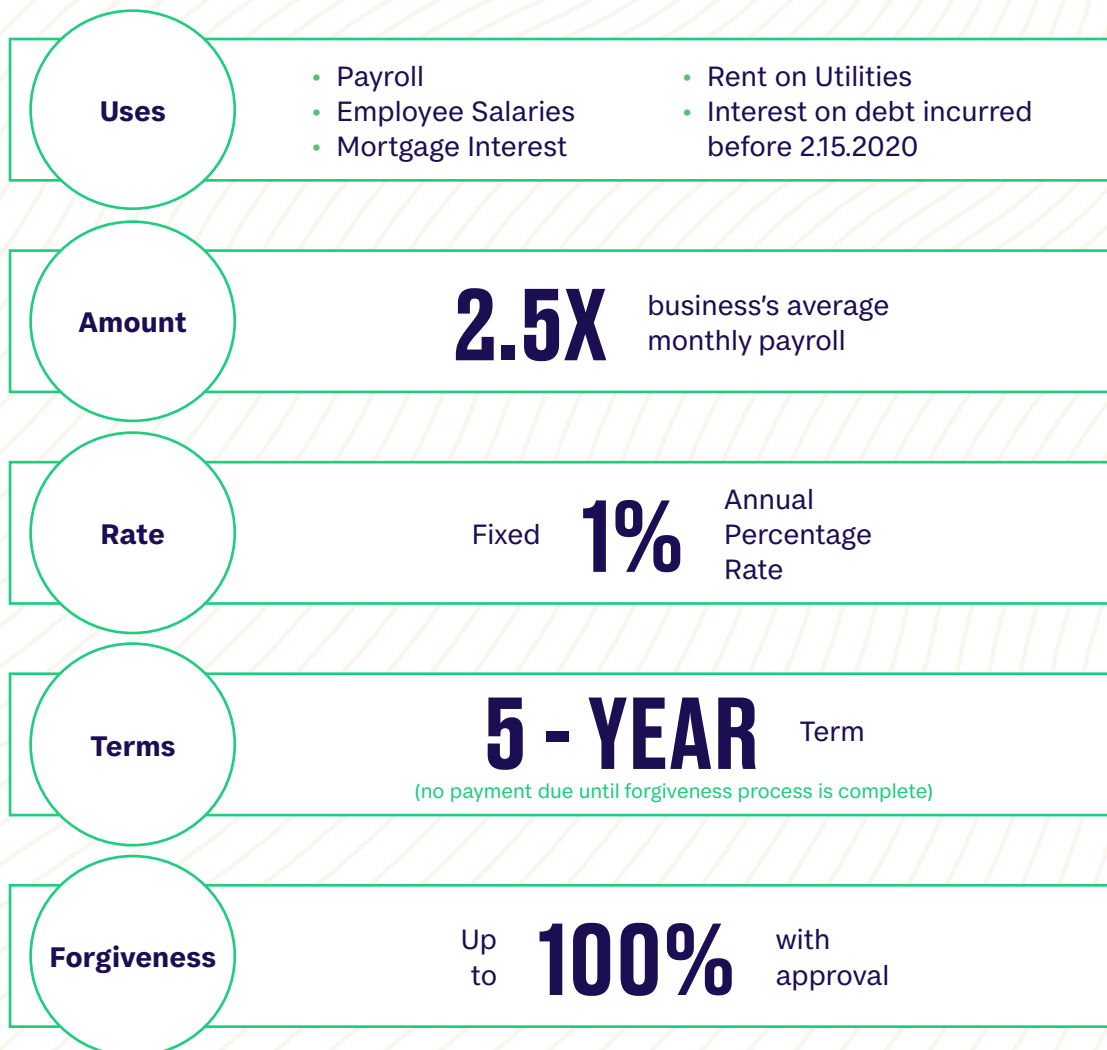 Uses
• Payroll
• Employee Salaries
• Mortgage Interest
• Rent on Utilities
• Interest on debt incurred
before 2.15.2020
Amount
2.5X
business's average
monthly payroll
Rate
Fixed
1%
Annual
Percentage
Rate
Terms
5 - YEAR
Term
(no payment due until forgiveness process is complete)
Forgiveness
Up
to
100%
with
approval